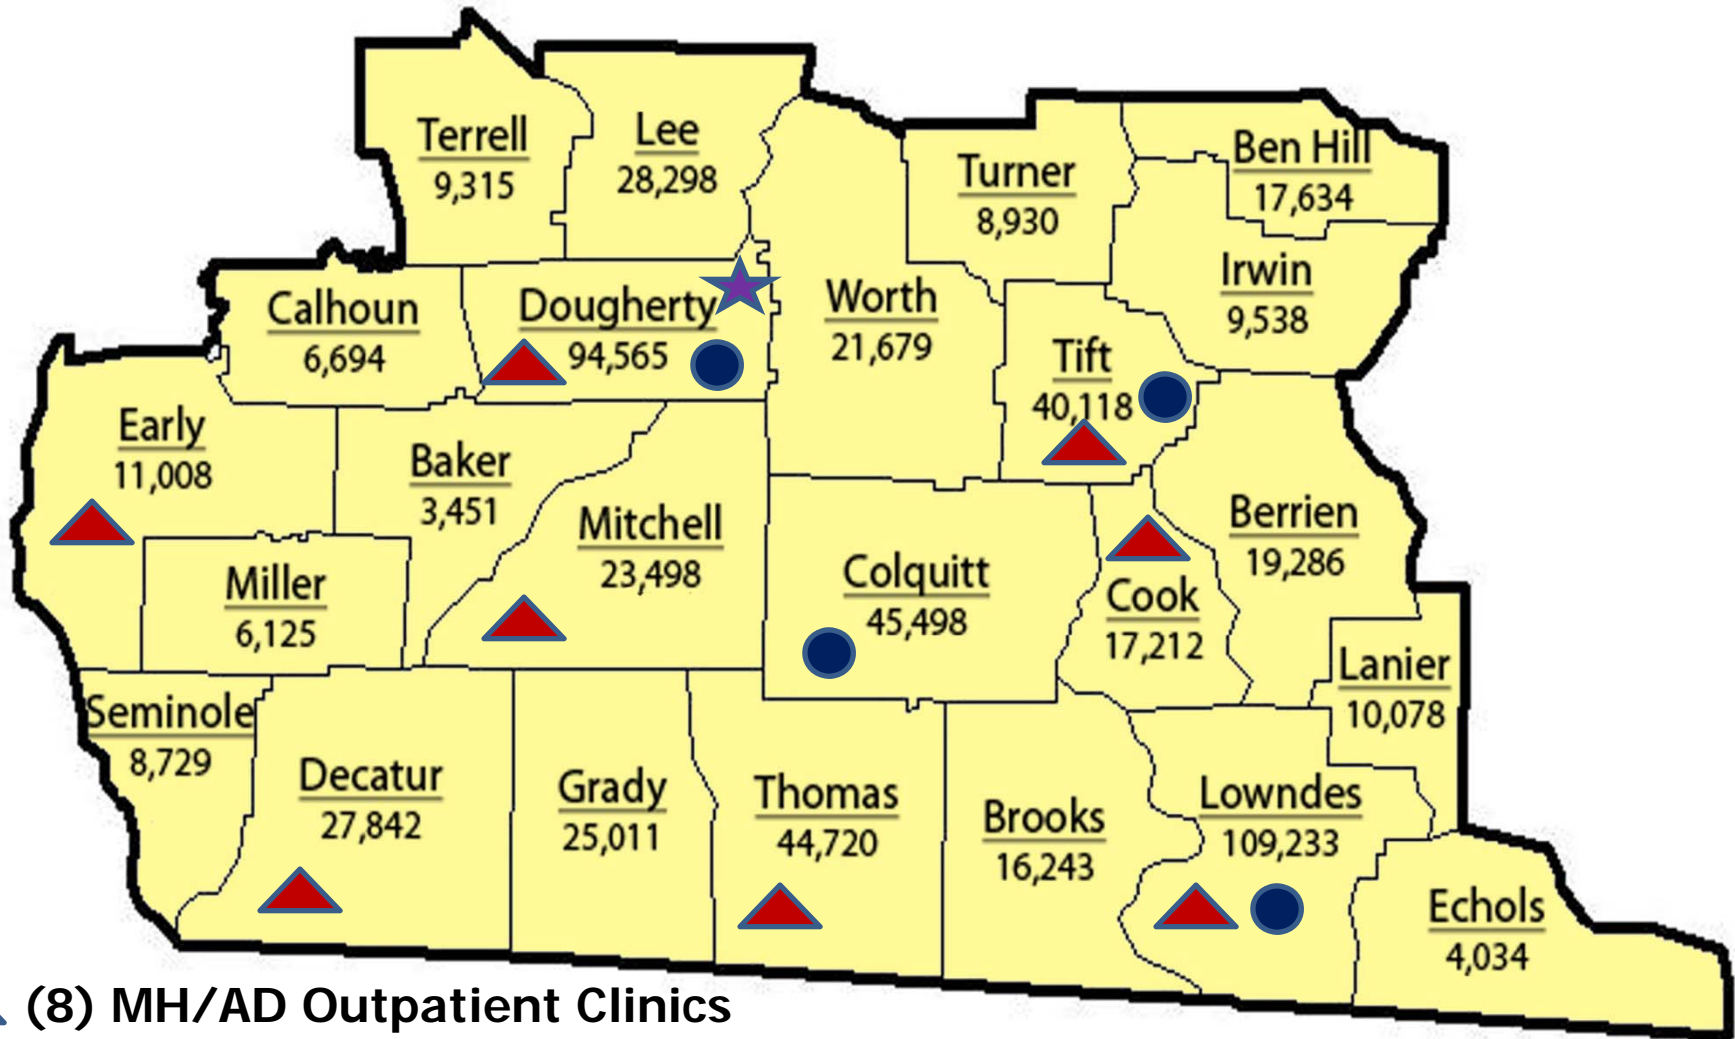 Terrell
9,315
Lee
28,298
Turner
8,930
Ben Hill
17,634
Irwin
9,538
Calhoun
6,694
Dougherty
94,565
Worth
21,679
Tift
40,118
Early
11,008
Baker
3,451
Mitchell
23,498
Berrien
19,286
Miller
6,125
Colquitt
45,498
Cook
17,212
Lanier
10,078
Seminole
8,729
Decatur
27,842
Grady
25,011
Thomas
44,720
Brooks
16,243
Lowndes
109,233
Echols
4,034
(8) MH/AD Outpatient Clinics